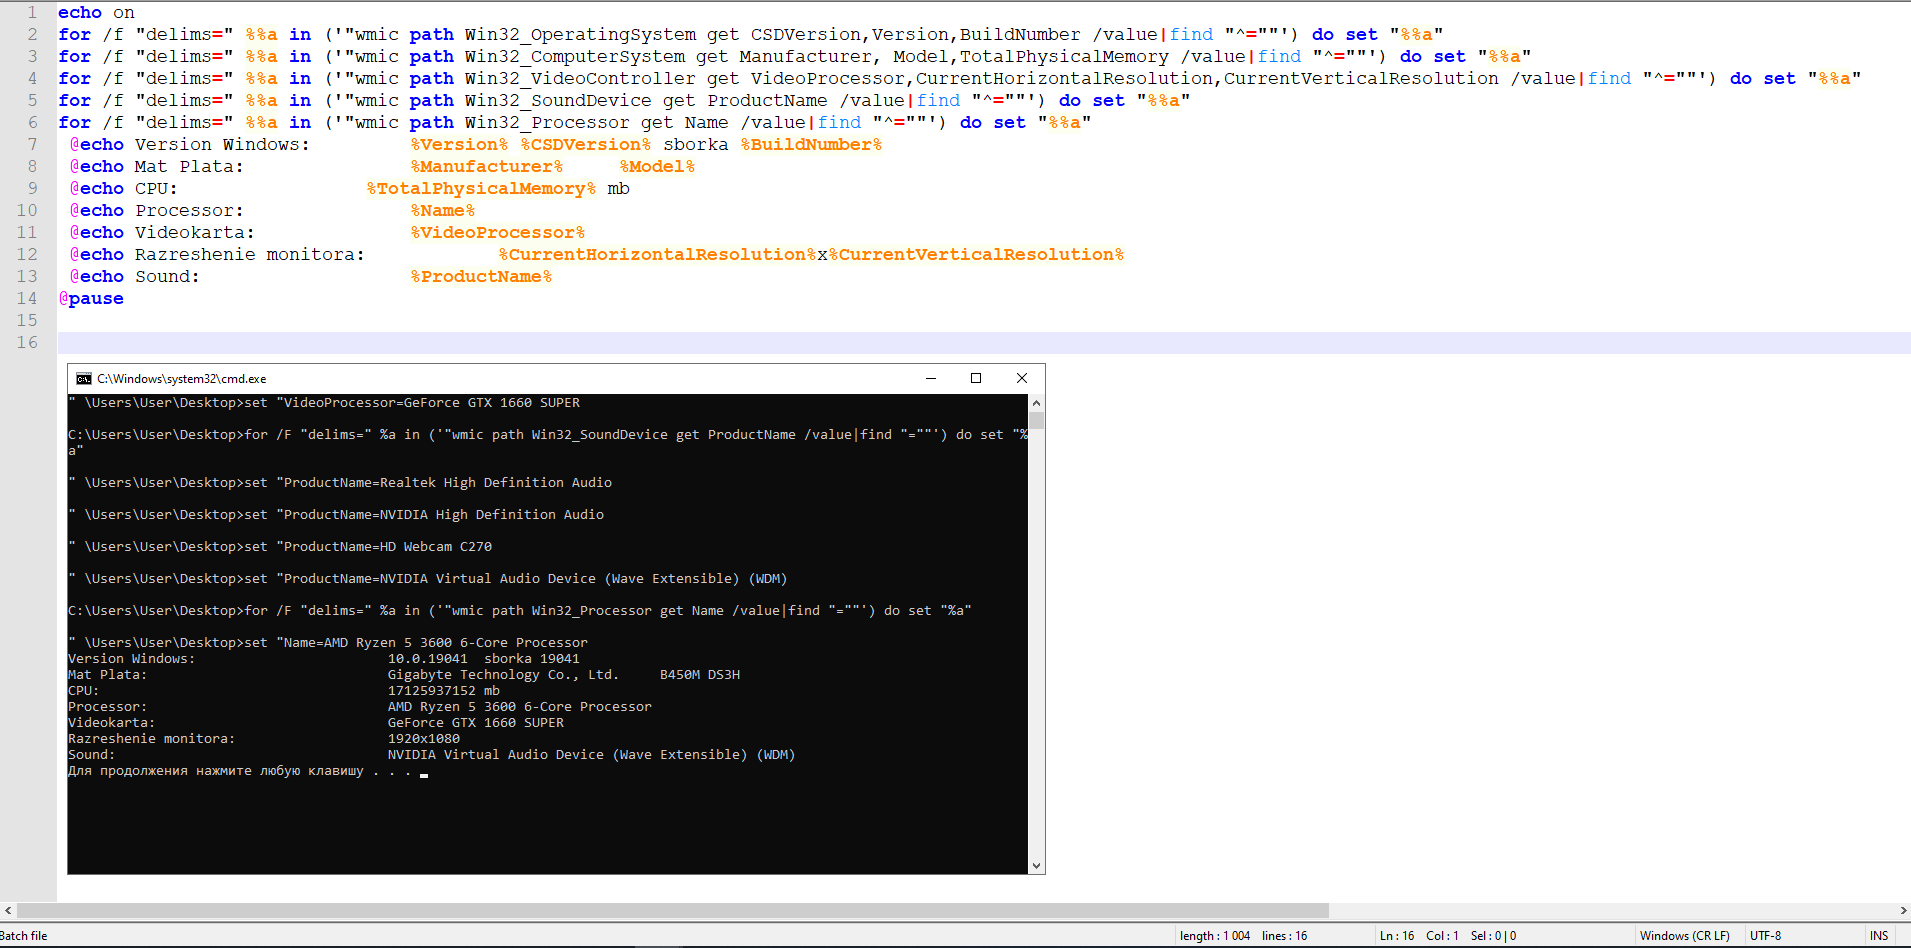 1 echo on
2 for /f "delims=" %%a in ('"wmic path Win32_OperatingSystem get CSDVersion,Version,BuildNumber /value|find "^=""') do set "%%a"
3 for /f "delims=" %%a in ('"wmic path Win32_ComputerSystem get Manufacturer, Model,TotalPhysicalMemory /value|find "^=""') do set "%%a"
4 for /f "delims=" %%a in ('"wmic path Win32_VideoController get VideoProcessor,CurrentHorizontalResolution,CurrentVerticalResolution /value|find "^=""') do set "%%a"
5 for /f "delims=" %%a in ('"wmic path Win32_SoundDevice get ProductName /value|find "^=""') do set "%%a"
6 for /f "delims=" %%a in ('"wmic path Win32_Processor get Name /value|find "^=""') do set "%%a"
7 @echo Version Windows: %Version% %CSDVersion% sborka %BuildNumber%
8 @echo Mat Plata: %Manufacturer% %Model%
9 @echo CPU: %TotalPhysicalMemory% mb
10 @echo Processor: %Name%
11 @echo Videokarta: %VideoProcessor%
12 @echo Razreshenie monitora: %CurrentHorizontalResolution%x%CurrentVerticalResolution%
13 @echo Sound: %ProductName%
14 @pause
15
16
C:\Windows\system32\cmd.exe
" \Users\User\Desktop>set "VideoProcessor=GeForce GTX 1660 SUPER
C:\Users\User\Desktop>for /F "delims=" %a in ('"wmic path Win32_SoundDevice get ProductName /value|find "=""') do set "%
a"
" \Users\User\Desktop>set "ProductName=Realtek High Definition Audio
" \Users\User\Desktop>set "ProductName=NVIDIA High Definition Audio
" \Users\User\Desktop>set "ProductName=HD Webcam C270
" \Users\User\Desktop>set "ProductName=NVIDIA Virtual Audio Device (Wave Extensible) (WDM)
C:\Users\User\Desktop>for /F "delims=" %a in ('"wmic path Win32_Processor get Name /value|find "=""') do set "%a"
" \Users\User\Desktop>set "Name=AMD Ryzen 5 3600 6-Core Processor
Version Windows: 10.0.19041 sborka 19041
Mat Plata: Gigabyte Technology Co., Ltd. B450M DS3H
CPU: 17125937152 mb
Processor: AMD Ryzen 5 3600 6-Core Processor
Videokarta: GeForce GTX 1660 SUPER
Razreshenie monitora: 1920x1080
Sound: NVIDIA Virtual Audio Device (Wave Extensible) (WDM)
Для продолжения нажмите любую клавишу . . .
Batch file length : 1 004 lines : 16 Ln : 16 Col : 1 Sel : 0 | 0 Windows (CR LF) UTF-8 INS